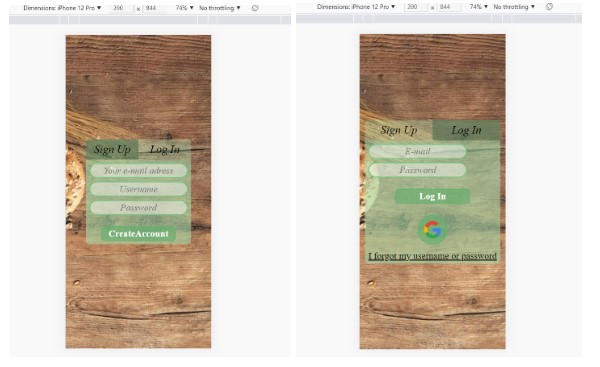 Dimensions: iPhone 12 Pro ▼ 390 x 844 74% ▼ No throttling ▼
Sign Up Log In
Your e-mail adress
Username
Password
CreateAccount
Dimensions: iPhone 12 Pro ▼ 390 x 844 74% ▼ No throttling ▼
Sign Up Log In
E-mail
Password
Log In
I forgot my username or password